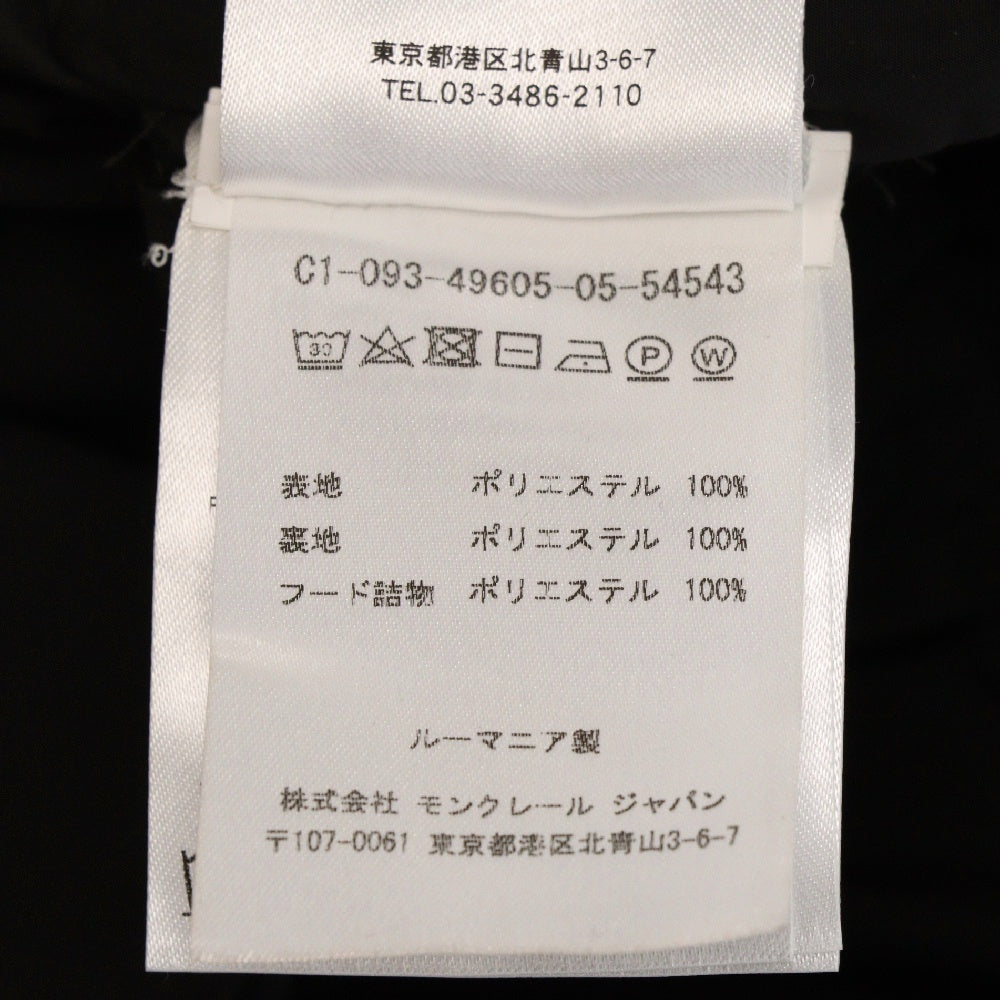 東京都港区北青山3-6-7
TEL.03-3486-2110
C1-093-49605-05-54543
30 P W
表地 ポリエステル 100%
裏地 ポリエステル 100%
フード詰物 ポリエステル 100%
ルーマニア製
株式会社 モンクレール ジャパン
〒107-0061 東京都港区北青山3-6-7